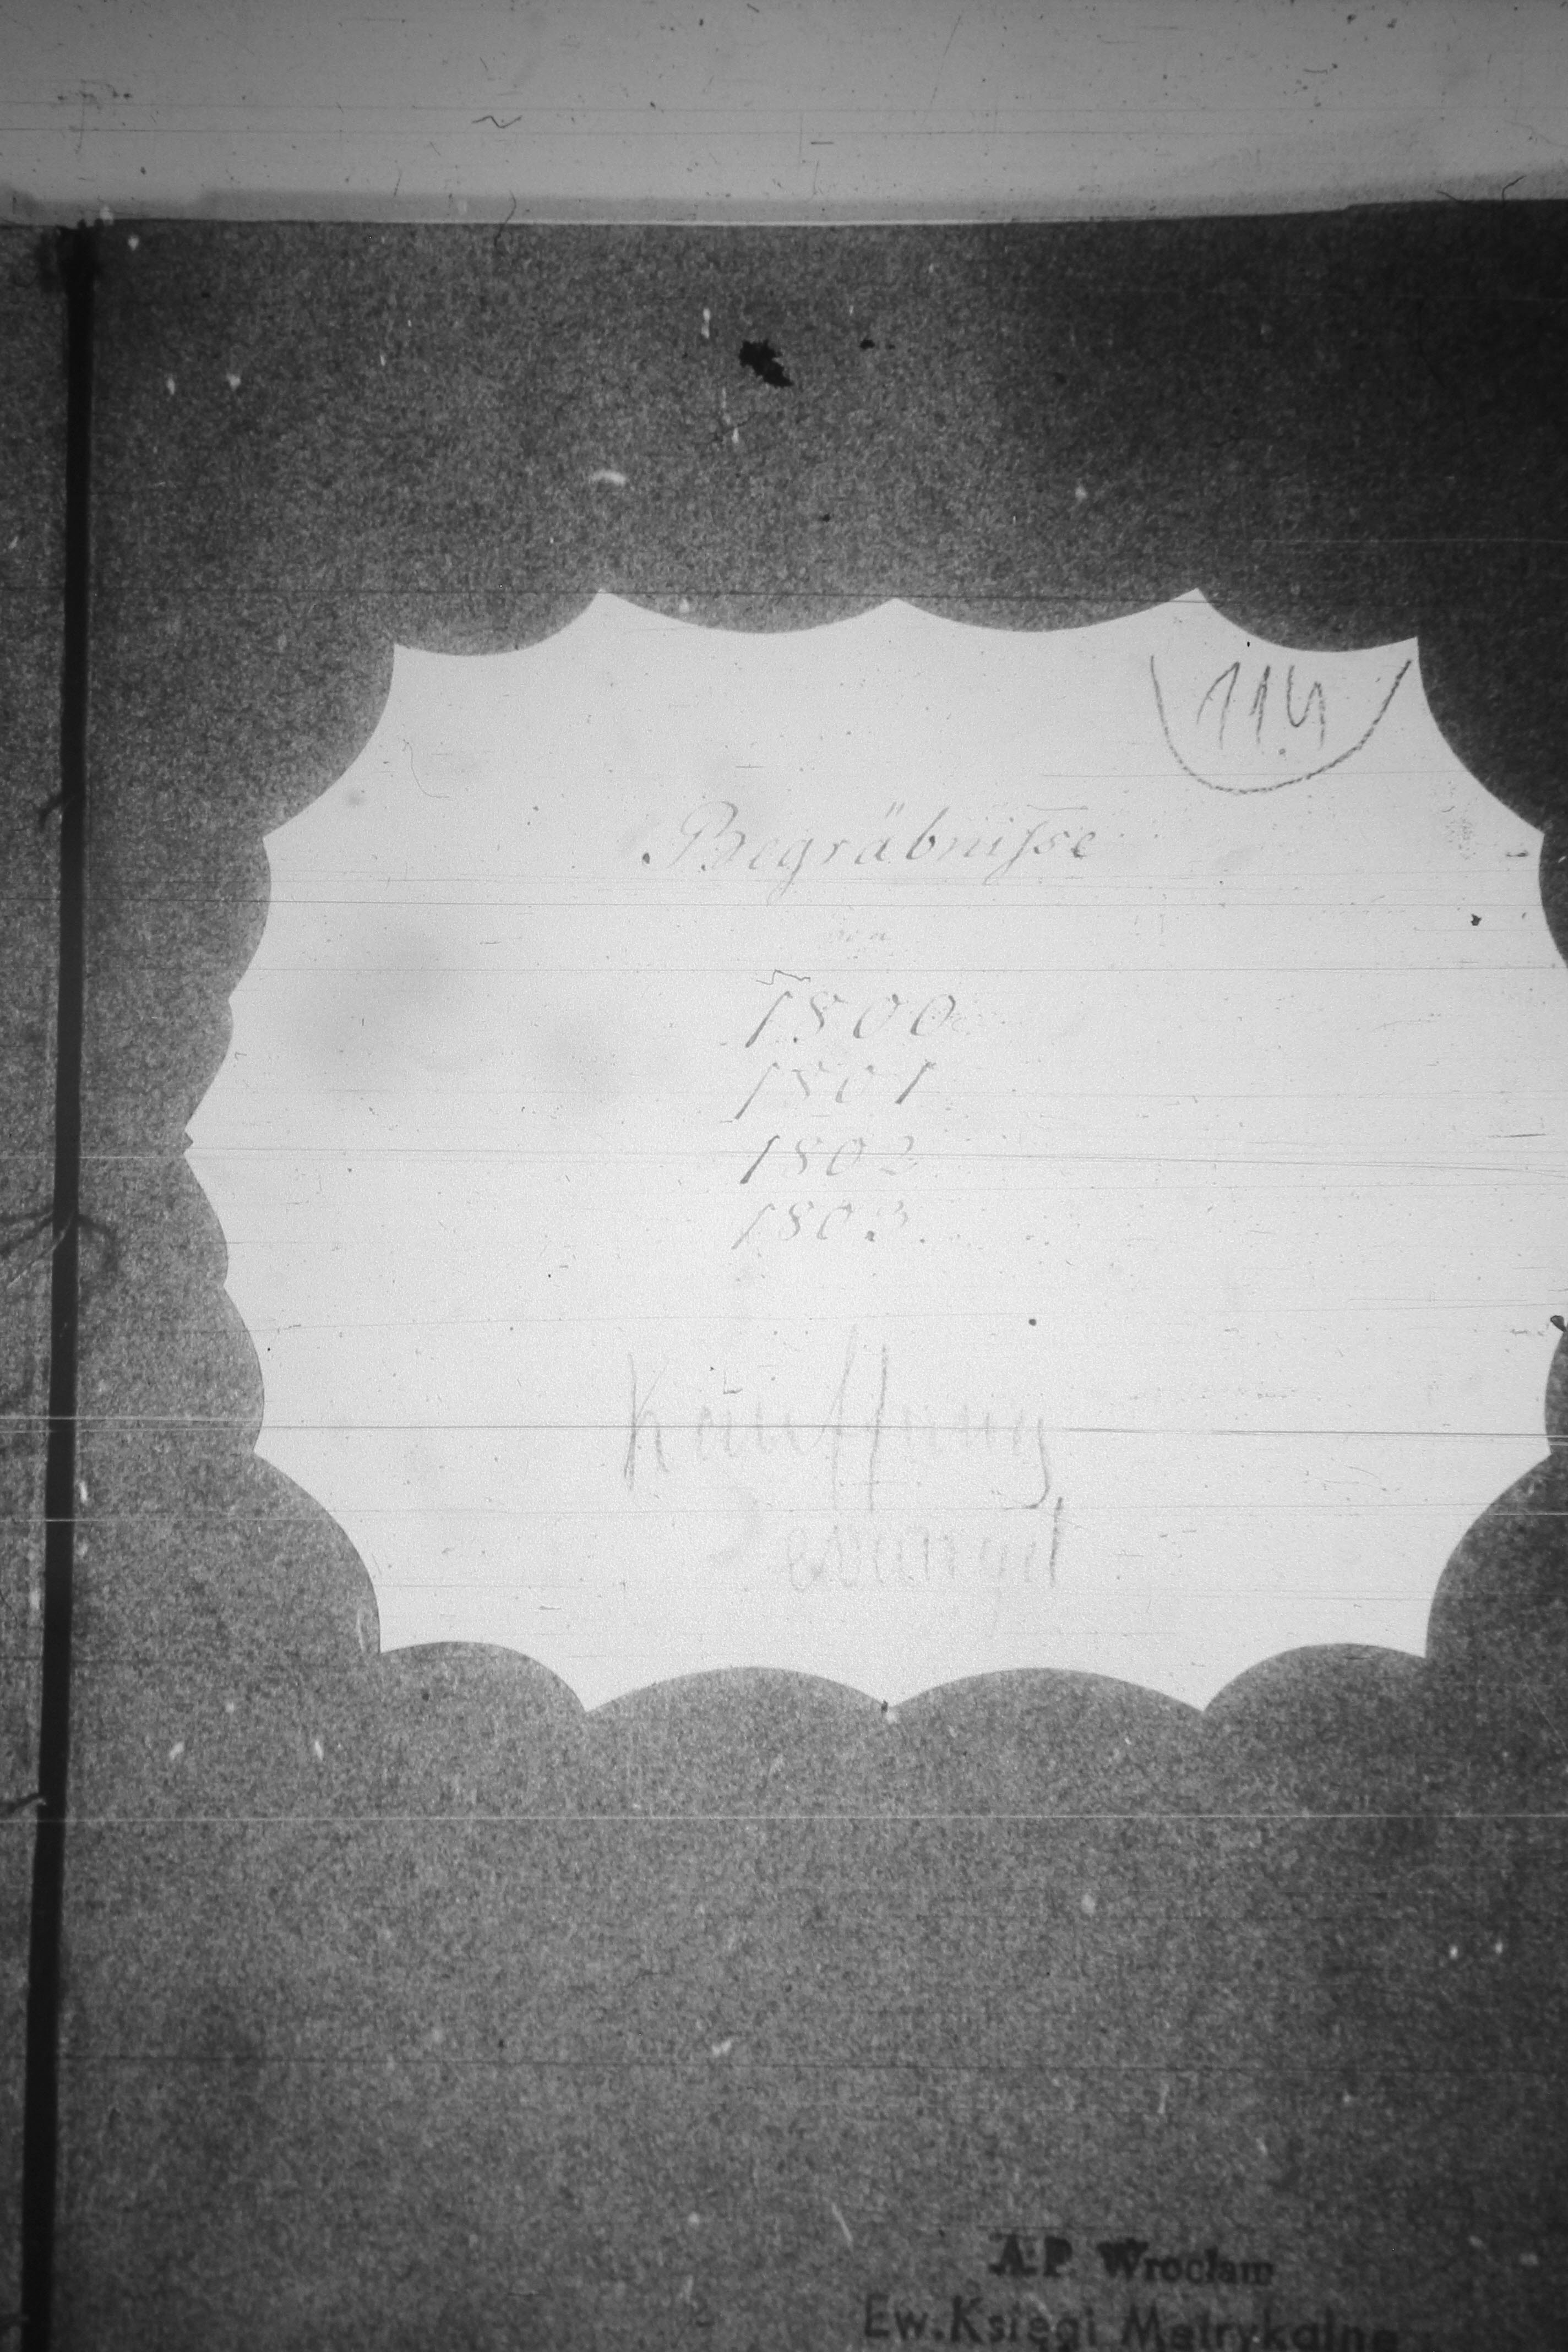 114
Begräbnisse
von
1800
1801
1802
1803.
Kauffung
evangel
A.P. Wrocław
Ew. Księgi Metrykalne